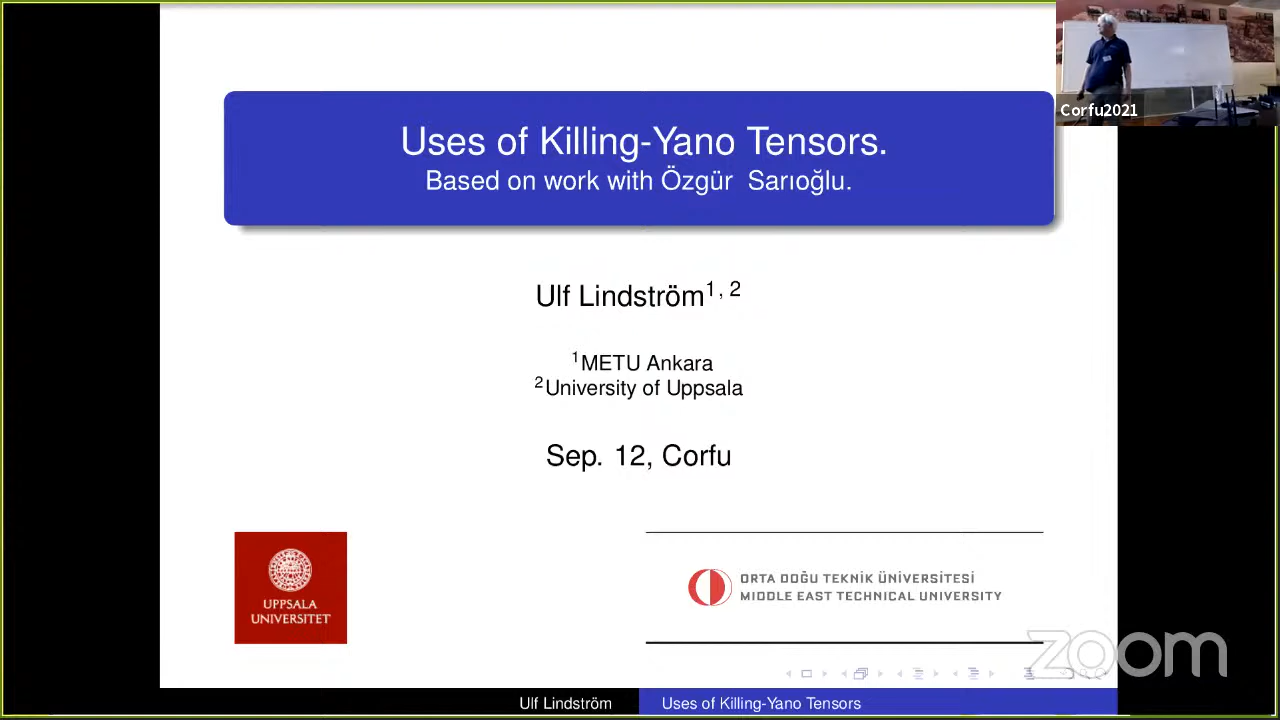 Uses of Killing-Yano Tensors.
Based on work with Özgür Sarıoğlu.
Corfu2021
Ulf Lindström1, 2
1METU Ankara
2University of Uppsala
Sep. 12, Corfu
UPPSALA
UNIVERSITET
ORTA DOĞU TEKNİK ÜNİVERSİTESİ
MIDDLE EAST TECHNICAL UNIVERSITY
zoom
Ulf Lindström
Uses of Killing-Yano Tensors